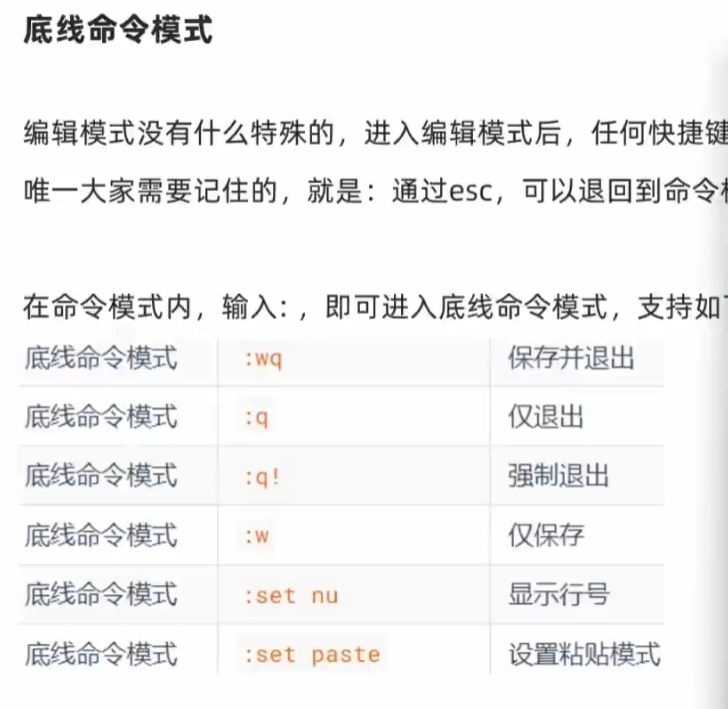 底线命令模式
编辑模式没有什么特殊的，进入编辑模式后，任何快捷键
唯一大家需要记住的，就是：通过esc，可以退回到命令
在命令模式内，输入：，即可进入底线命令模式，支持如
底线命令模式 :wq 保存并退出
底线命令模式 :q 仅退出
底线命令模式 :q! 强制退出
底线命令模式 :w 仅保存
底线命令模式 :set nu 显示行号
底线命令模式 :set paste 设置粘贴模式